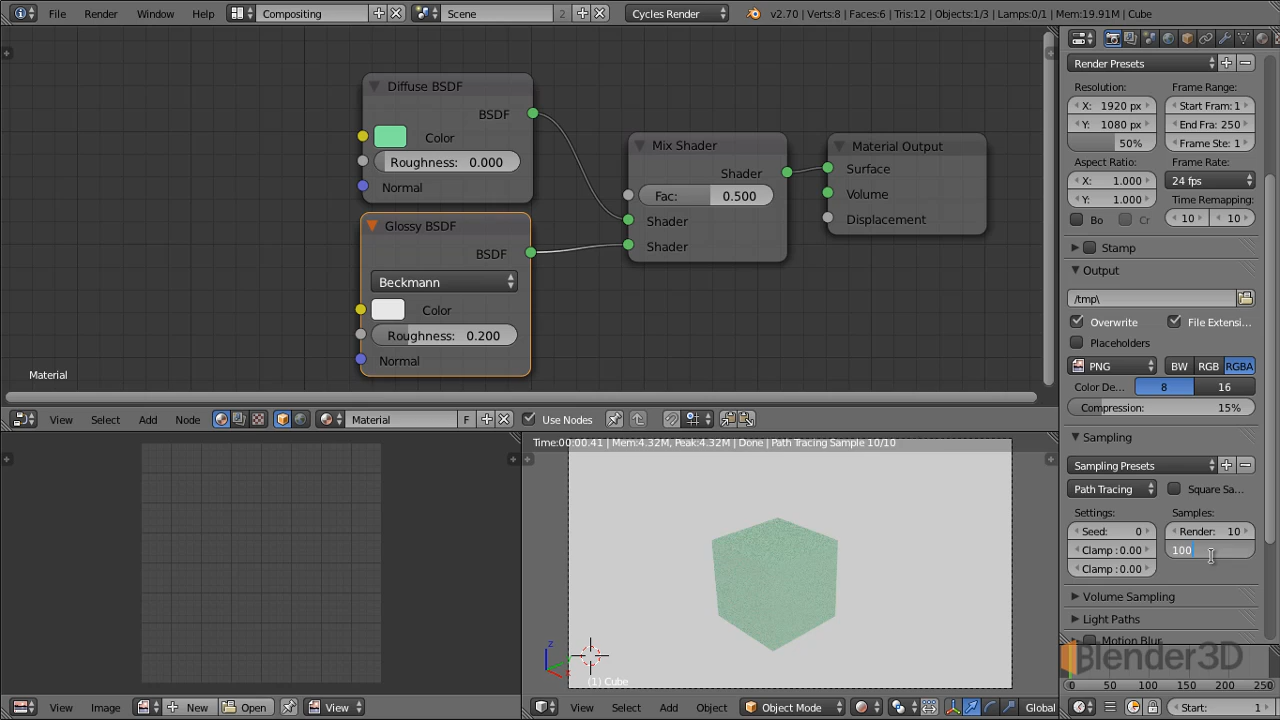 File Render Window Help Compositing Scene 2 Cycles Render v2.70 | Verts:8 | Faces:6 | Tris:12 | Objects:1/3 | Lamps:0/1 | Mem:19.91M | Cube
Diffuse BSDF
BSDF
Color
Roughness: 0.000
Normal
Glossy BSDF
BSDF
Beckmann
Color
Roughness: 0.200
Normal
Mix Shader
Shader
Fac: 0.500
Shader
Shader
Material Output
Surface
Volume
Displacement
Material
View Select Add Node Material F Use Nodes
Time:00:00.41 | Mem:4.32M, Peak:4.32M | Done | Path Tracing Sample 10/10
z
(1) Cube
View Image New Open View
View Select Add Object Object Mode Global
Render Presets
Resolution: Frame Range:
X: 1920 px Start Fram: 1
Y: 1080 px End Fra: 250
50% Frame Ste: 1
Aspect Ratio: Frame Rate:
X: 1.000 24 fps
Y: 1.000 Time Remapping:
Bo Cr 10 10
Stamp
Output
/tmp\
Overwrite File Extensi...
Placeholders
PNG BW RGB RGBA
Color De... 8 16
Compression: 15%
Sampling
Sampling Presets
Path Tracing Square Sa...
Settings: Samples:
Seed: 0 Render: 10
Clamp : 0.00 100
Clamp : 0.00
Volume Sampling
Light Paths
Motion Blur
Blender3D
0 50 100 150 200 250
Start: 1